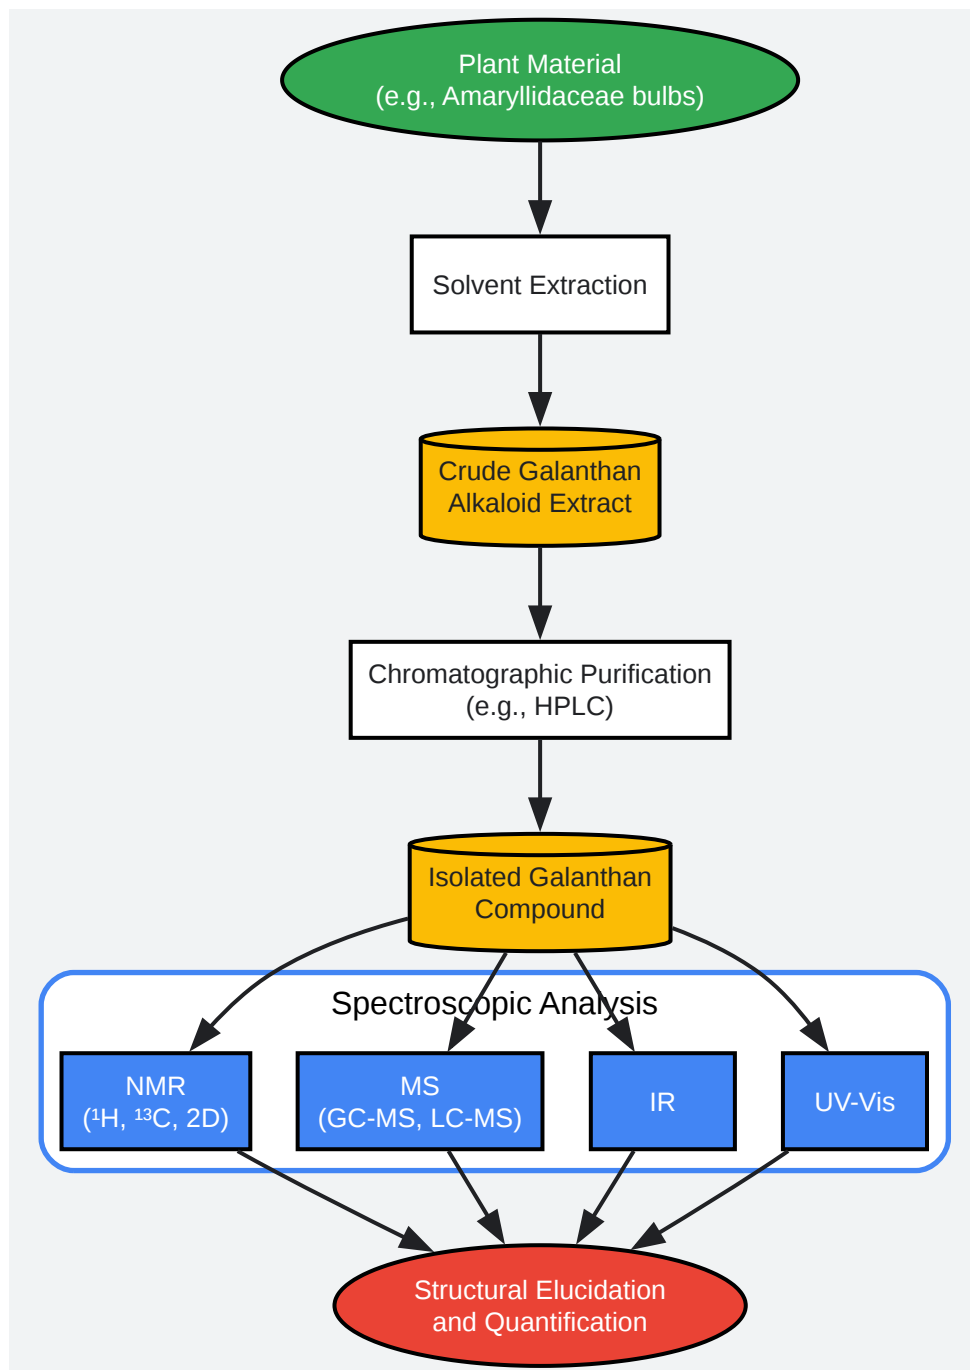 Plant Material
(e.g., Amaryllidaceae bulbs)
Solvent Extraction
Crude Galanthan
Alkaloid Extract
Chromatographic Purification
(e.g., HPLC)
Isolated Galanthan
Compound
Spectroscopic Analysis
NMR
(¹H, ¹³C, 2D)
MS
(GC-MS, LC-MS)
IR
UV-Vis
Structural Elucidation
and Quantification